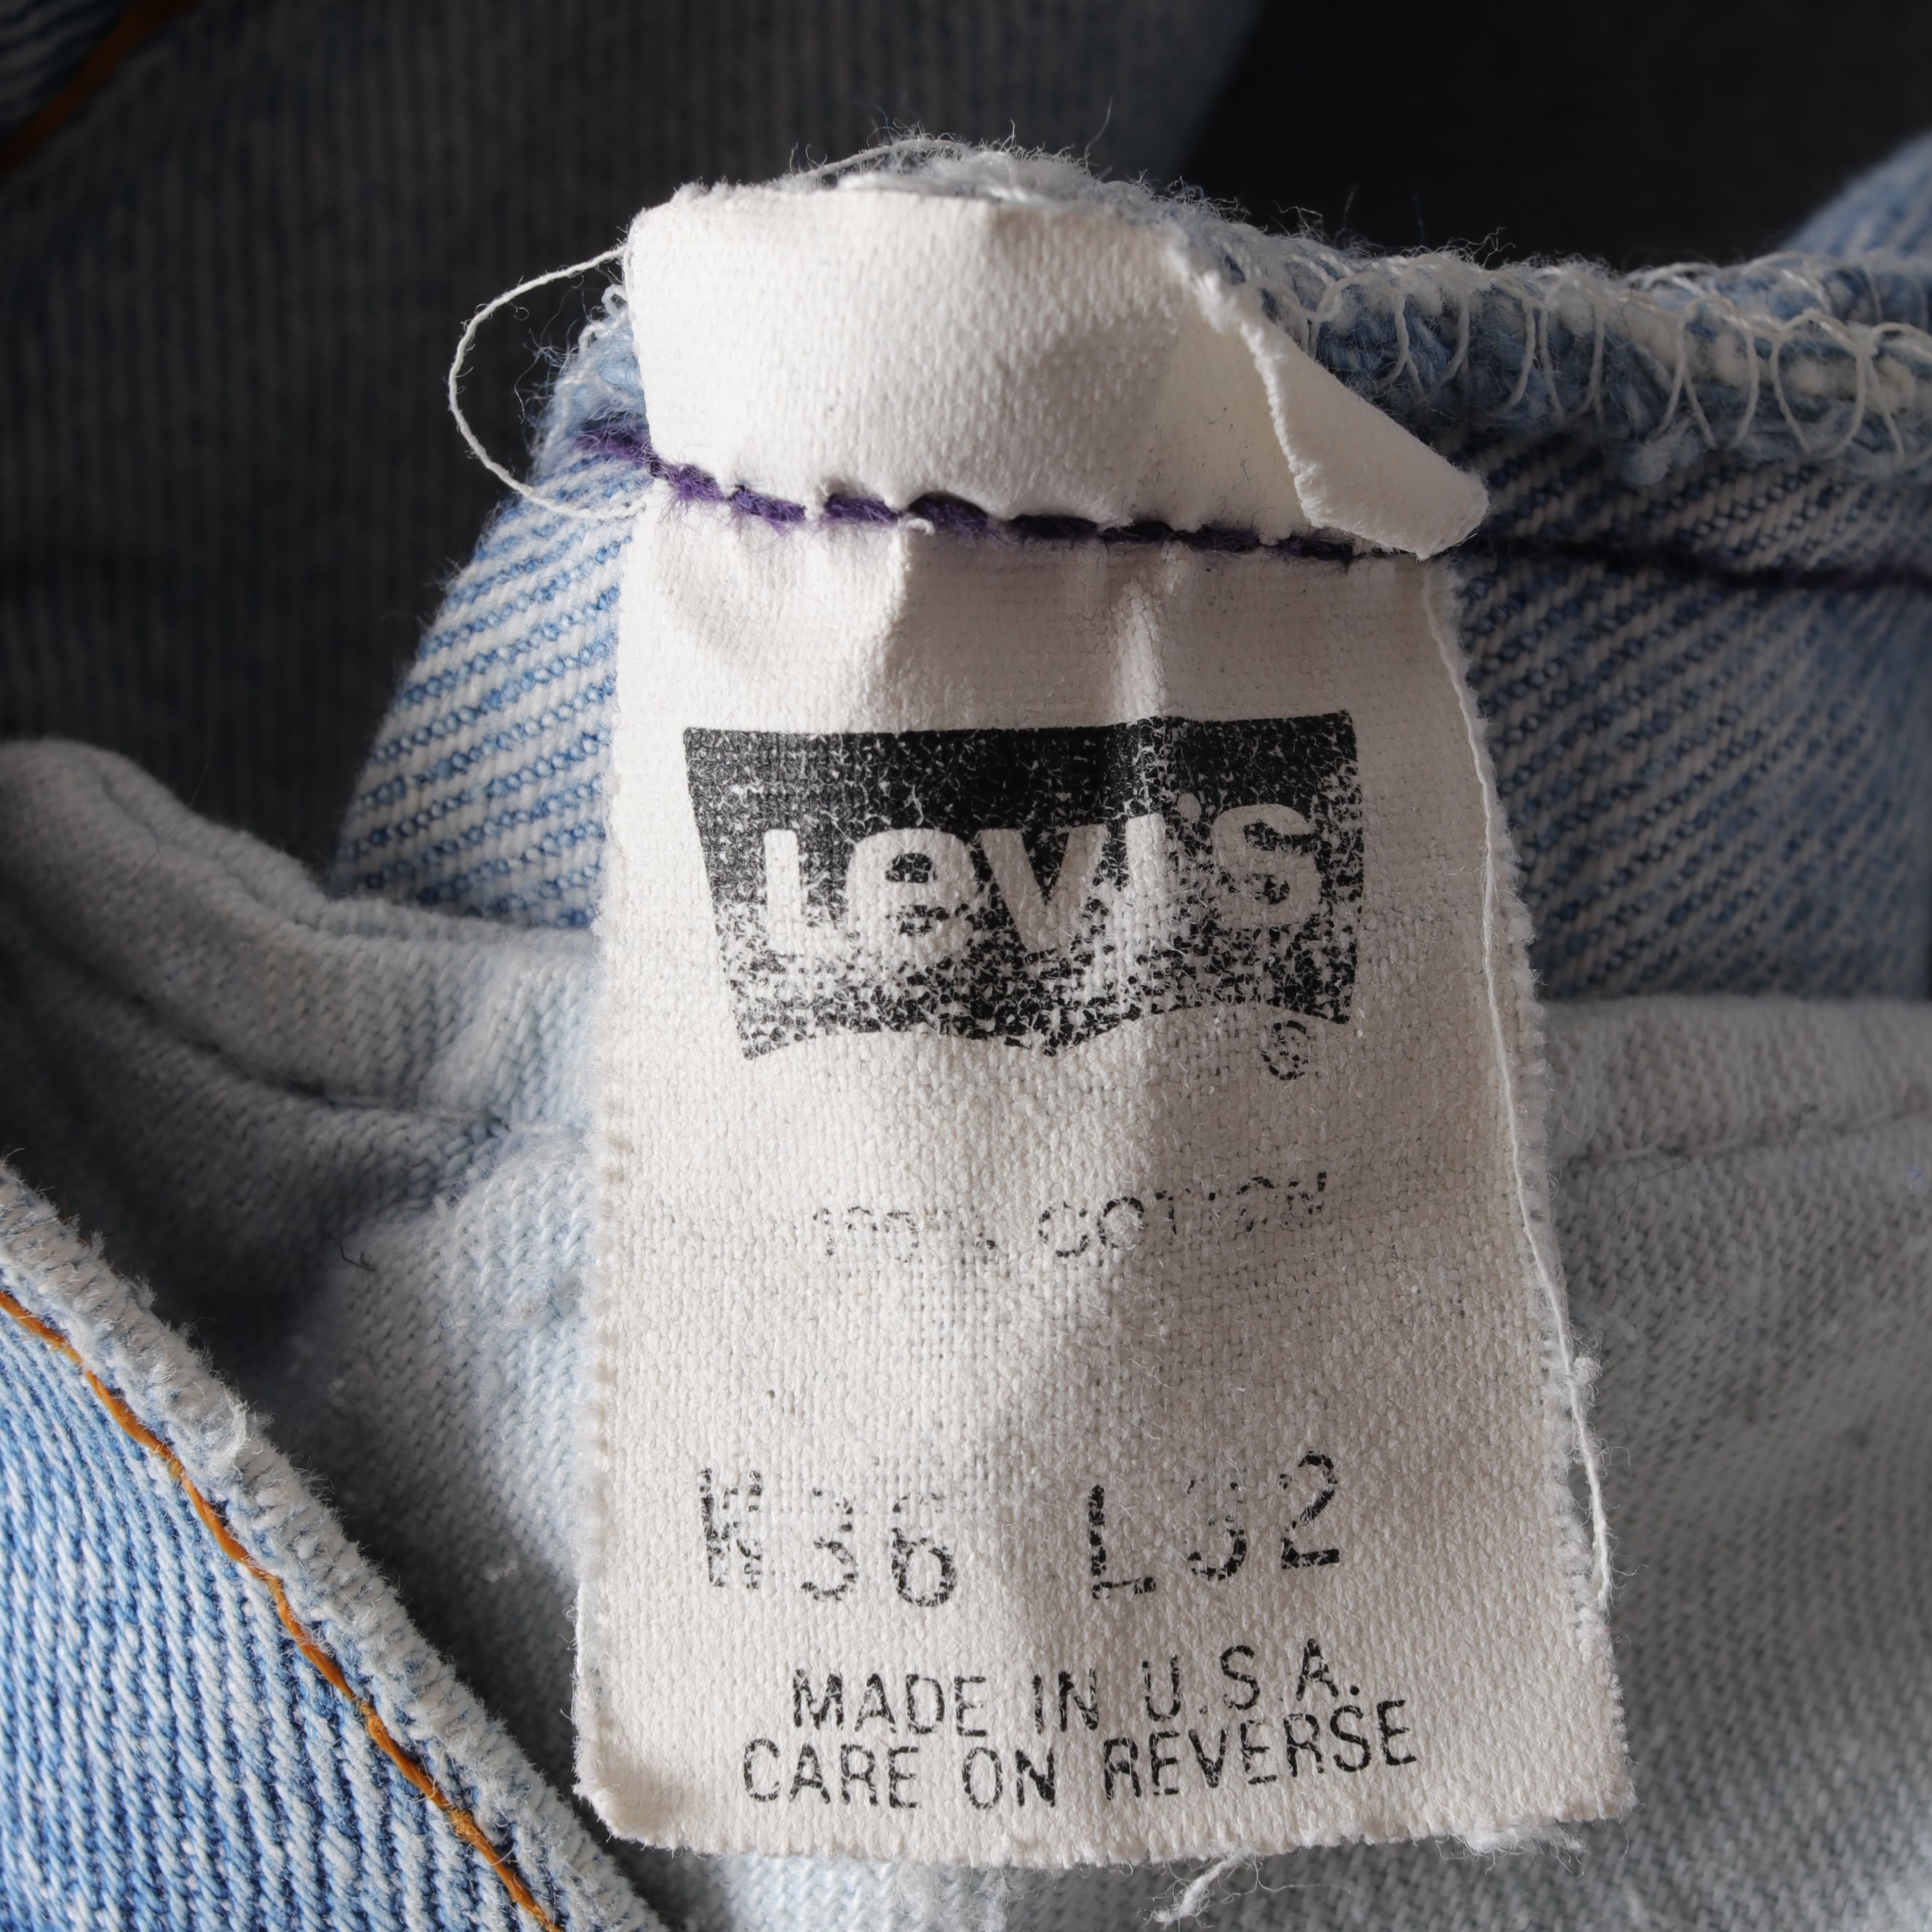 Levi's
®
100% COTTON
W36 L32
MADE IN U.S.A.
CARE ON REVERSE